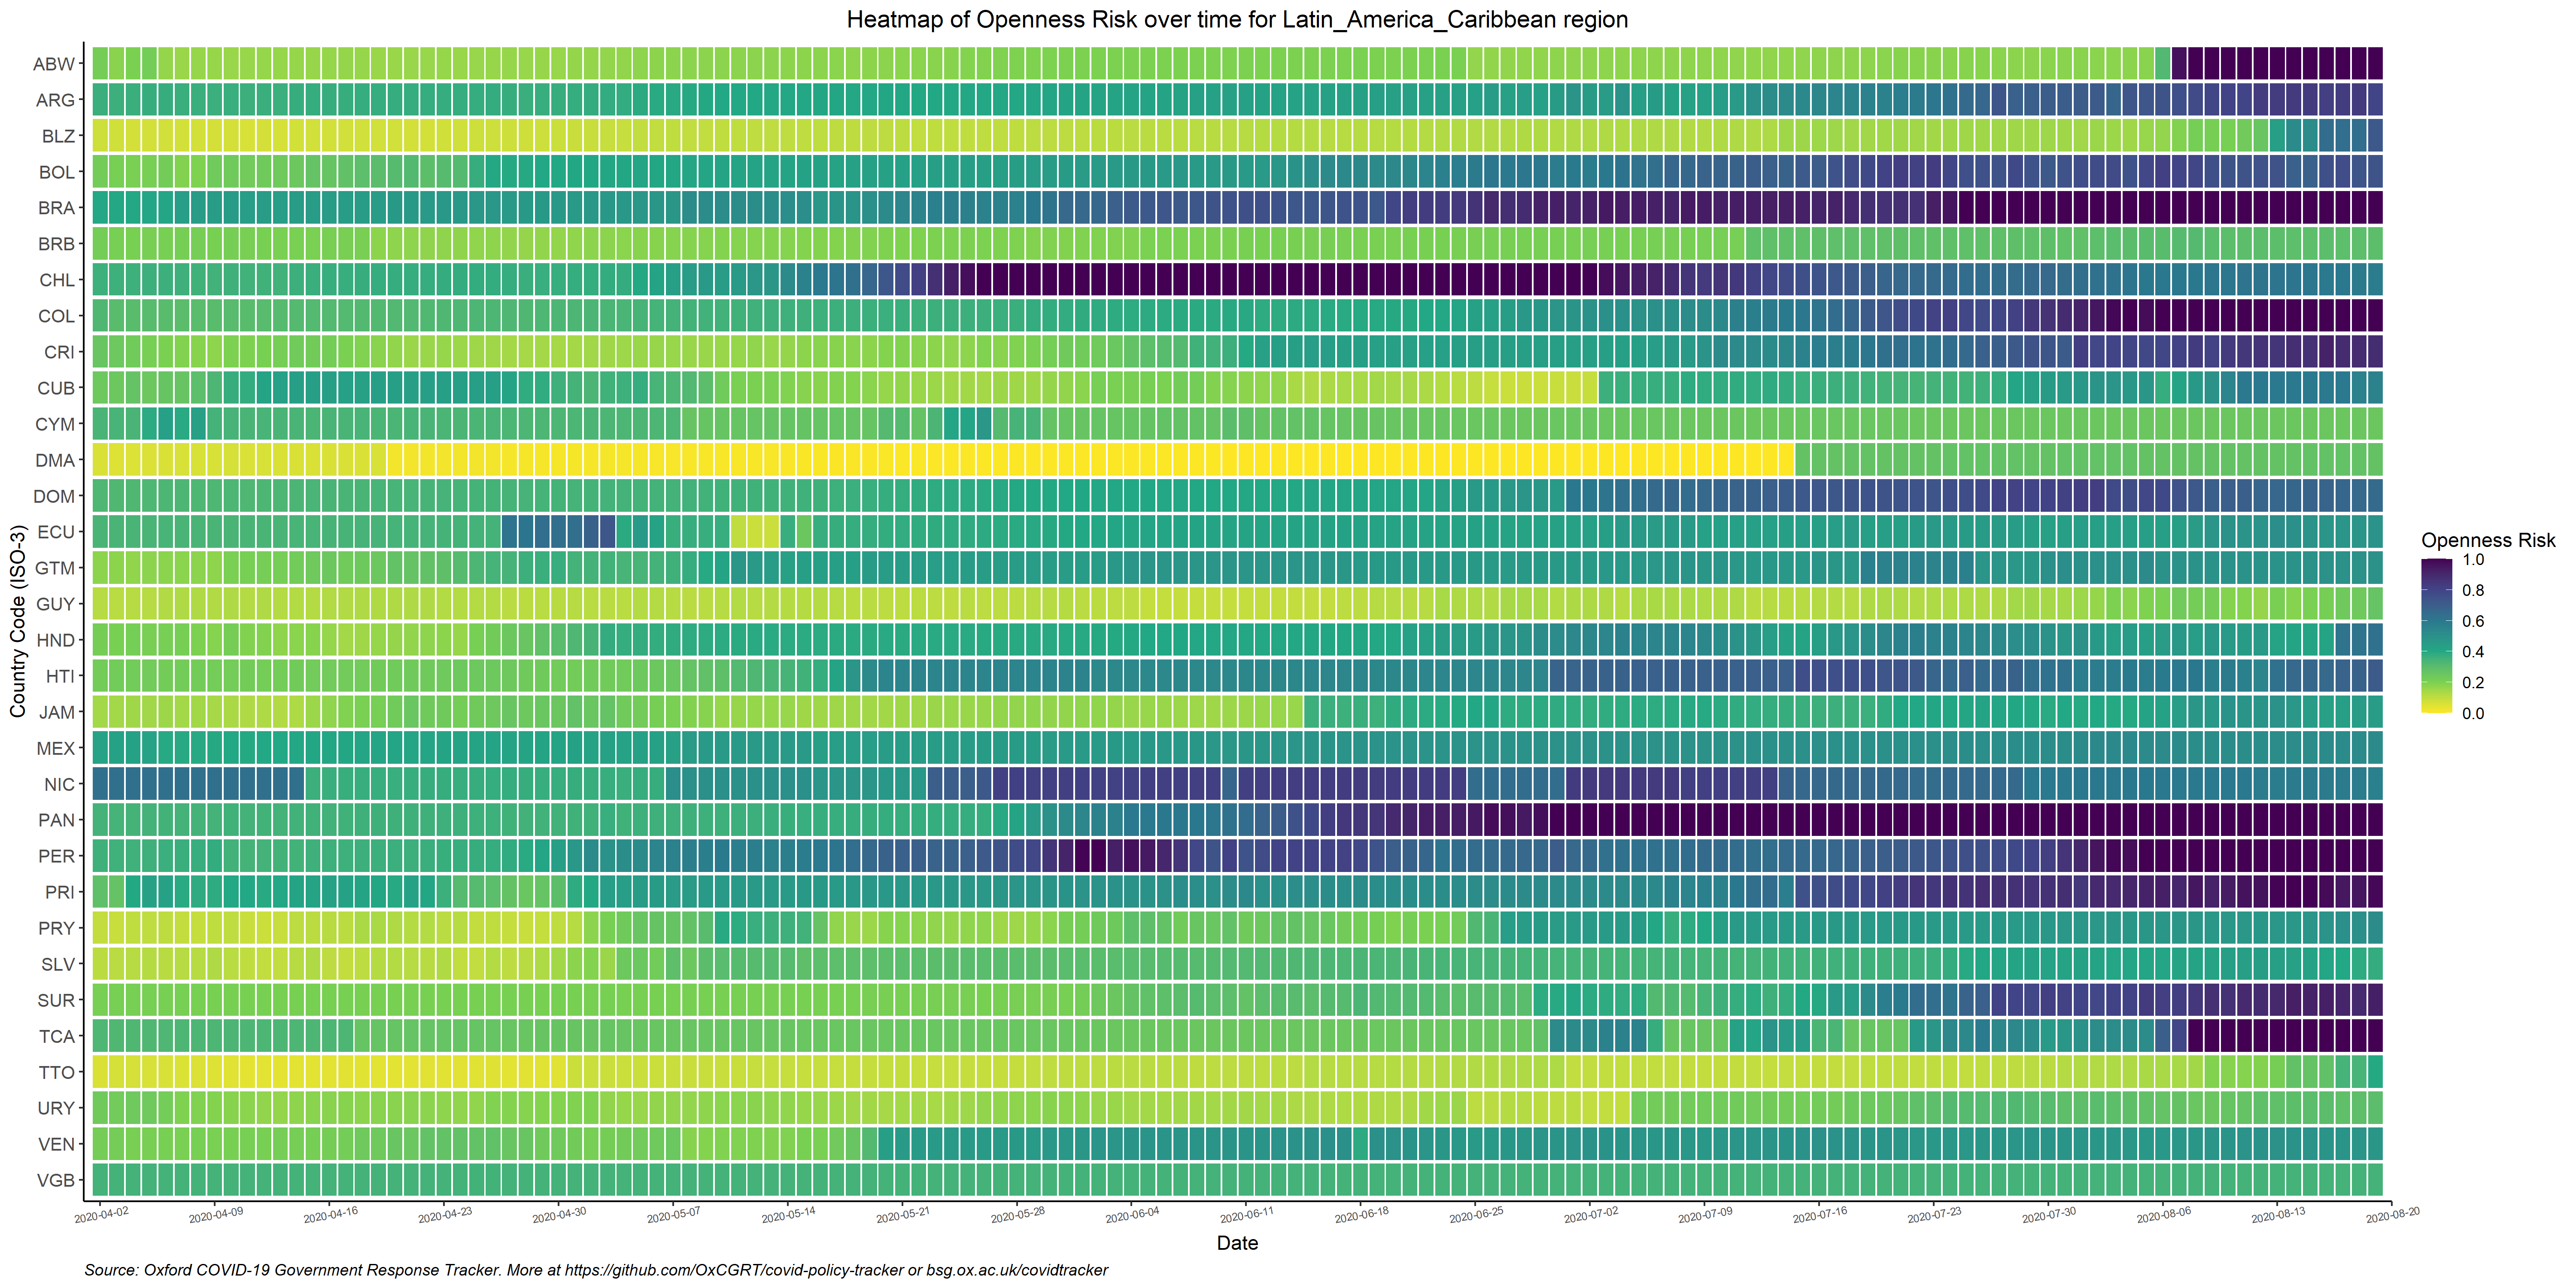 Heatmap of Openness Risk over time for Latin_America_Caribbean region
Country Code (ISO-3)
ABW
ARG
BLZ
BOL
BRA
BRB
CHL
COL
CRI
CUB
CYM
DMA
DOM
ECU
GTM
GUY
HND
HTI
JAM
MEX
NIC
PAN
PER
PRI
PRY
SLV
SUR
TCA
TTO
URY
VEN
VGB
Openness Risk
1.0
0.8
0.6
0.4
0.2
0.0
2020-04-02 2020-04-09 2020-04-16 2020-04-23 2020-04-30 2020-05-07 2020-05-14 2020-05-21 2020-05-28 2020-06-04 2020-06-11 2020-06-18 2020-06-25 2020-07-02 2020-07-09 2020-07-16 2020-07-23 2020-07-30 2020-08-06 2020-08-13 2020-08-20
Date
Source: Oxford COVID-19 Government Response Tracker. More at https://github.com/OxCGRT/covid-policy-tracker or bsg.ox.ac.uk/covidtracker